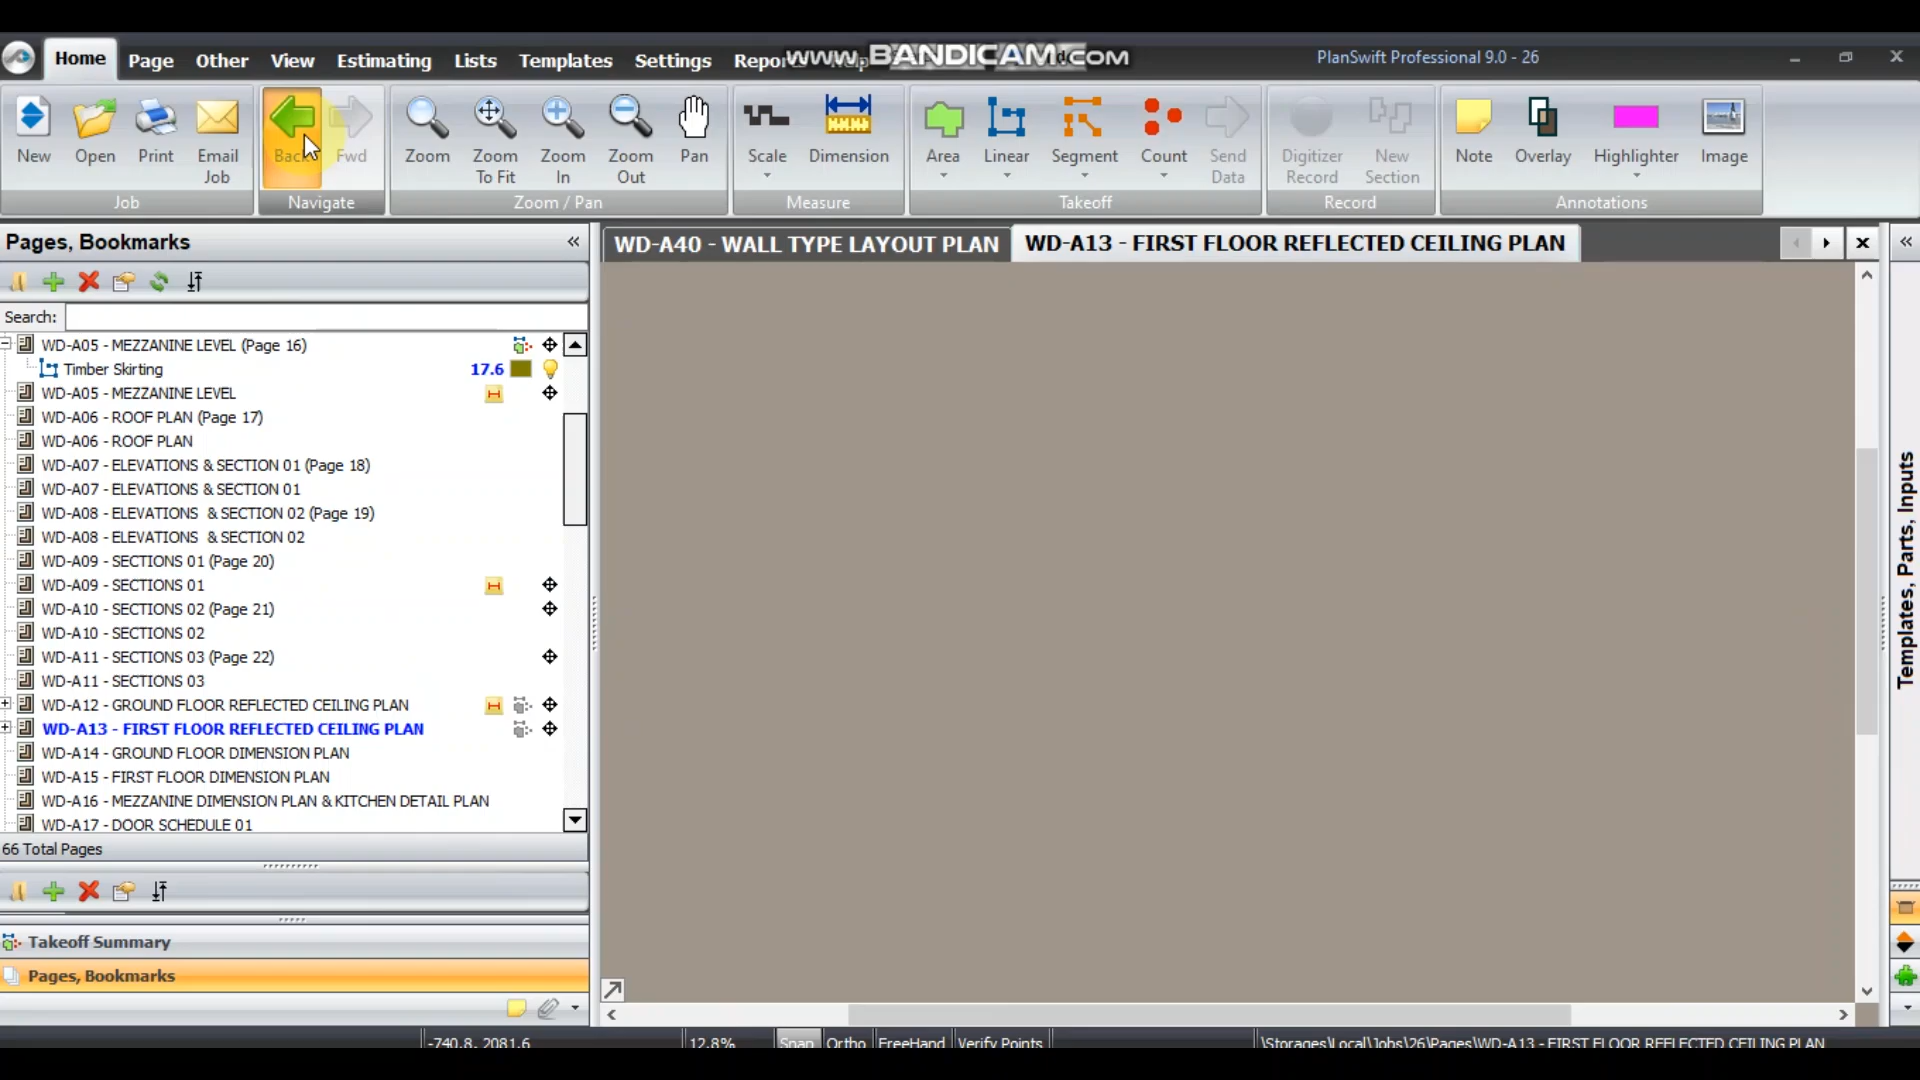 Home Page Other View Estimating Lists Templates Settings
www.BANDICAM.com
PlanSwift Professional 9.0 - 26
New Open Print Email Job
Back Fwd
Zoom Zoom To Fit Zoom In Zoom Out Pan
Scale Dimension
Area Linear Segment Count Send Data
Digitizer Record New Section
Note Overlay Highlighter Image
Job Navigate Zoom / Pan Measure Takeoff Record Annotations
Pages, Bookmarks
WD-A40 - WALL TYPE LAYOUT PLAN
WD-A13 - FIRST FLOOR REFLECTED CEILING PLAN
Search:
WD-A05 - MEZZANINE LEVEL (Page 16)
Timber Skirting 17.6
WD-A05 - MEZZANINE LEVEL
WD-A06 - ROOF PLAN (Page 17)
WD-A06 - ROOF PLAN
WD-A07 - ELEVATIONS & SECTION 01 (Page 18)
WD-A07 - ELEVATIONS & SECTION 01
WD-A08 - ELEVATIONS  & SECTION 02 (Page 19)
WD-A08 - ELEVATIONS  & SECTION 02
WD-A09 - SECTIONS 01 (Page 20)
WD-A09 - SECTIONS 01
WD-A10 - SECTIONS 02 (Page 21)
WD-A10 - SECTIONS 02
WD-A11 - SECTIONS 03 (Page 22)
WD-A11 - SECTIONS 03
WD-A12 - GROUND FLOOR REFLECTED CEILING PLAN
WD-A13 - FIRST FLOOR REFLECTED CEILING PLAN
WD-A14 - GROUND FLOOR DIMENSION PLAN
WD-A15 - FIRST FLOOR DIMENSION PLAN
WD-A16 - MEZZANINE DIMENSION PLAN & KITCHEN DETAIL PLAN
WD-A17 - DOOR SCHEDULE 01
66 Total Pages
Takeoff Summary
Pages, Bookmarks
Templates, Parts, Inputs
-740.8, 2081.6 12.8% Snap Ortho FreeHand Verify Points \Storages\Local\Jobs\26\Pages\WD-A13 - FIRST FLOOR REFLECTED CEILING PLAN